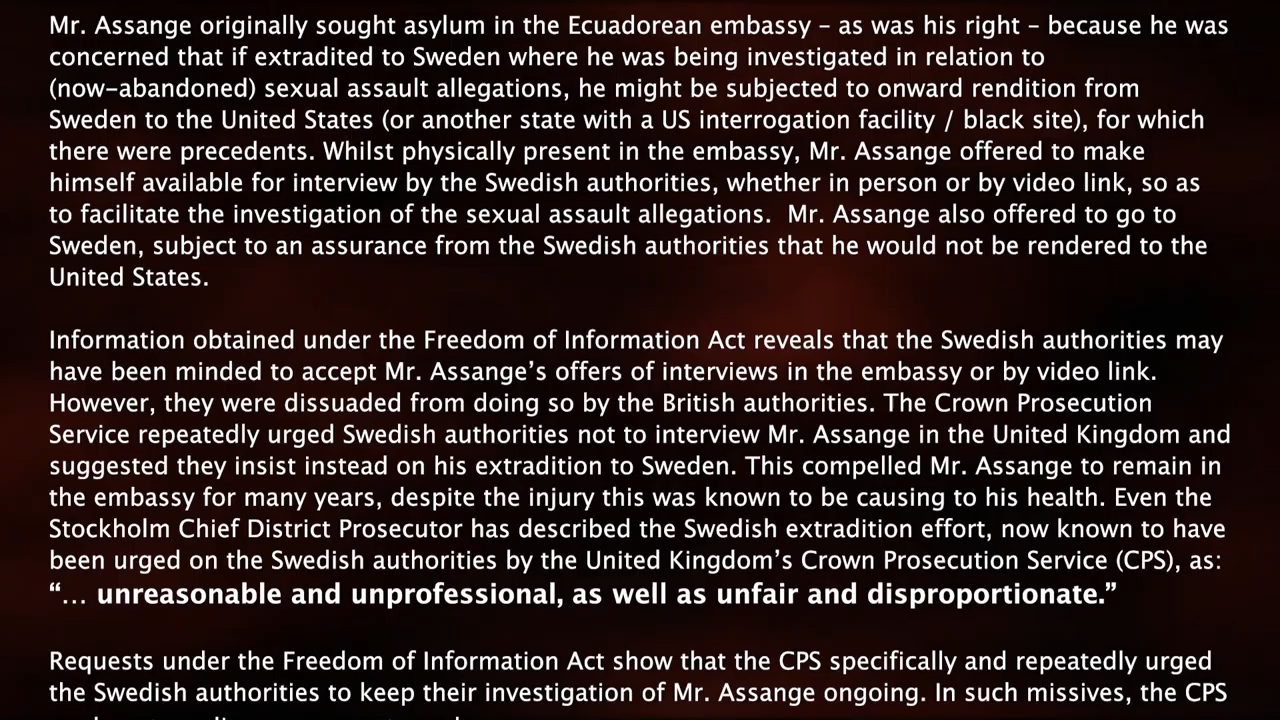 Mr. Assange originally sought asylum in the Ecuadorean embassy – as was his right – because he was
concerned that if extradited to Sweden where he was being investigated in relation to
(now-abandoned) sexual assault allegations, he might be subjected to onward rendition from
Sweden to the United States (or another state with a US interrogation facility / black site), for which
there were precedents. Whilst physically present in the embassy, Mr. Assange offered to make
himself available for interview by the Swedish authorities, whether in person or by video link, so as
to facilitate the investigation of the sexual assault allegations.  Mr. Assange also offered to go to
Sweden, subject to an assurance from the Swedish authorities that he would not be rendered to the
United States.
Information obtained under the Freedom of Information Act reveals that the Swedish authorities may
have been minded to accept Mr. Assange’s offers of interviews in the embassy or by video link.
However, they were dissuaded from doing so by the British authorities. The Crown Prosecution
Service repeatedly urged Swedish authorities not to interview Mr. Assange in the United Kingdom and
suggested they insist instead on his extradition to Sweden. This compelled Mr. Assange to remain in
the embassy for many years, despite the injury this was known to be causing to his health. Even the
Stockholm Chief District Prosecutor has described the Swedish extradition effort, now known to have
been urged on the Swedish authorities by the United Kingdom’s Crown Prosecution Service (CPS), as:
“… unreasonable and unprofessional, as well as unfair and disproportionate.”
Requests under the Freedom of Information Act show that the CPS specifically and repeatedly urged
the Swedish authorities to keep their investigation of Mr. Assange ongoing. In such missives, the CPS